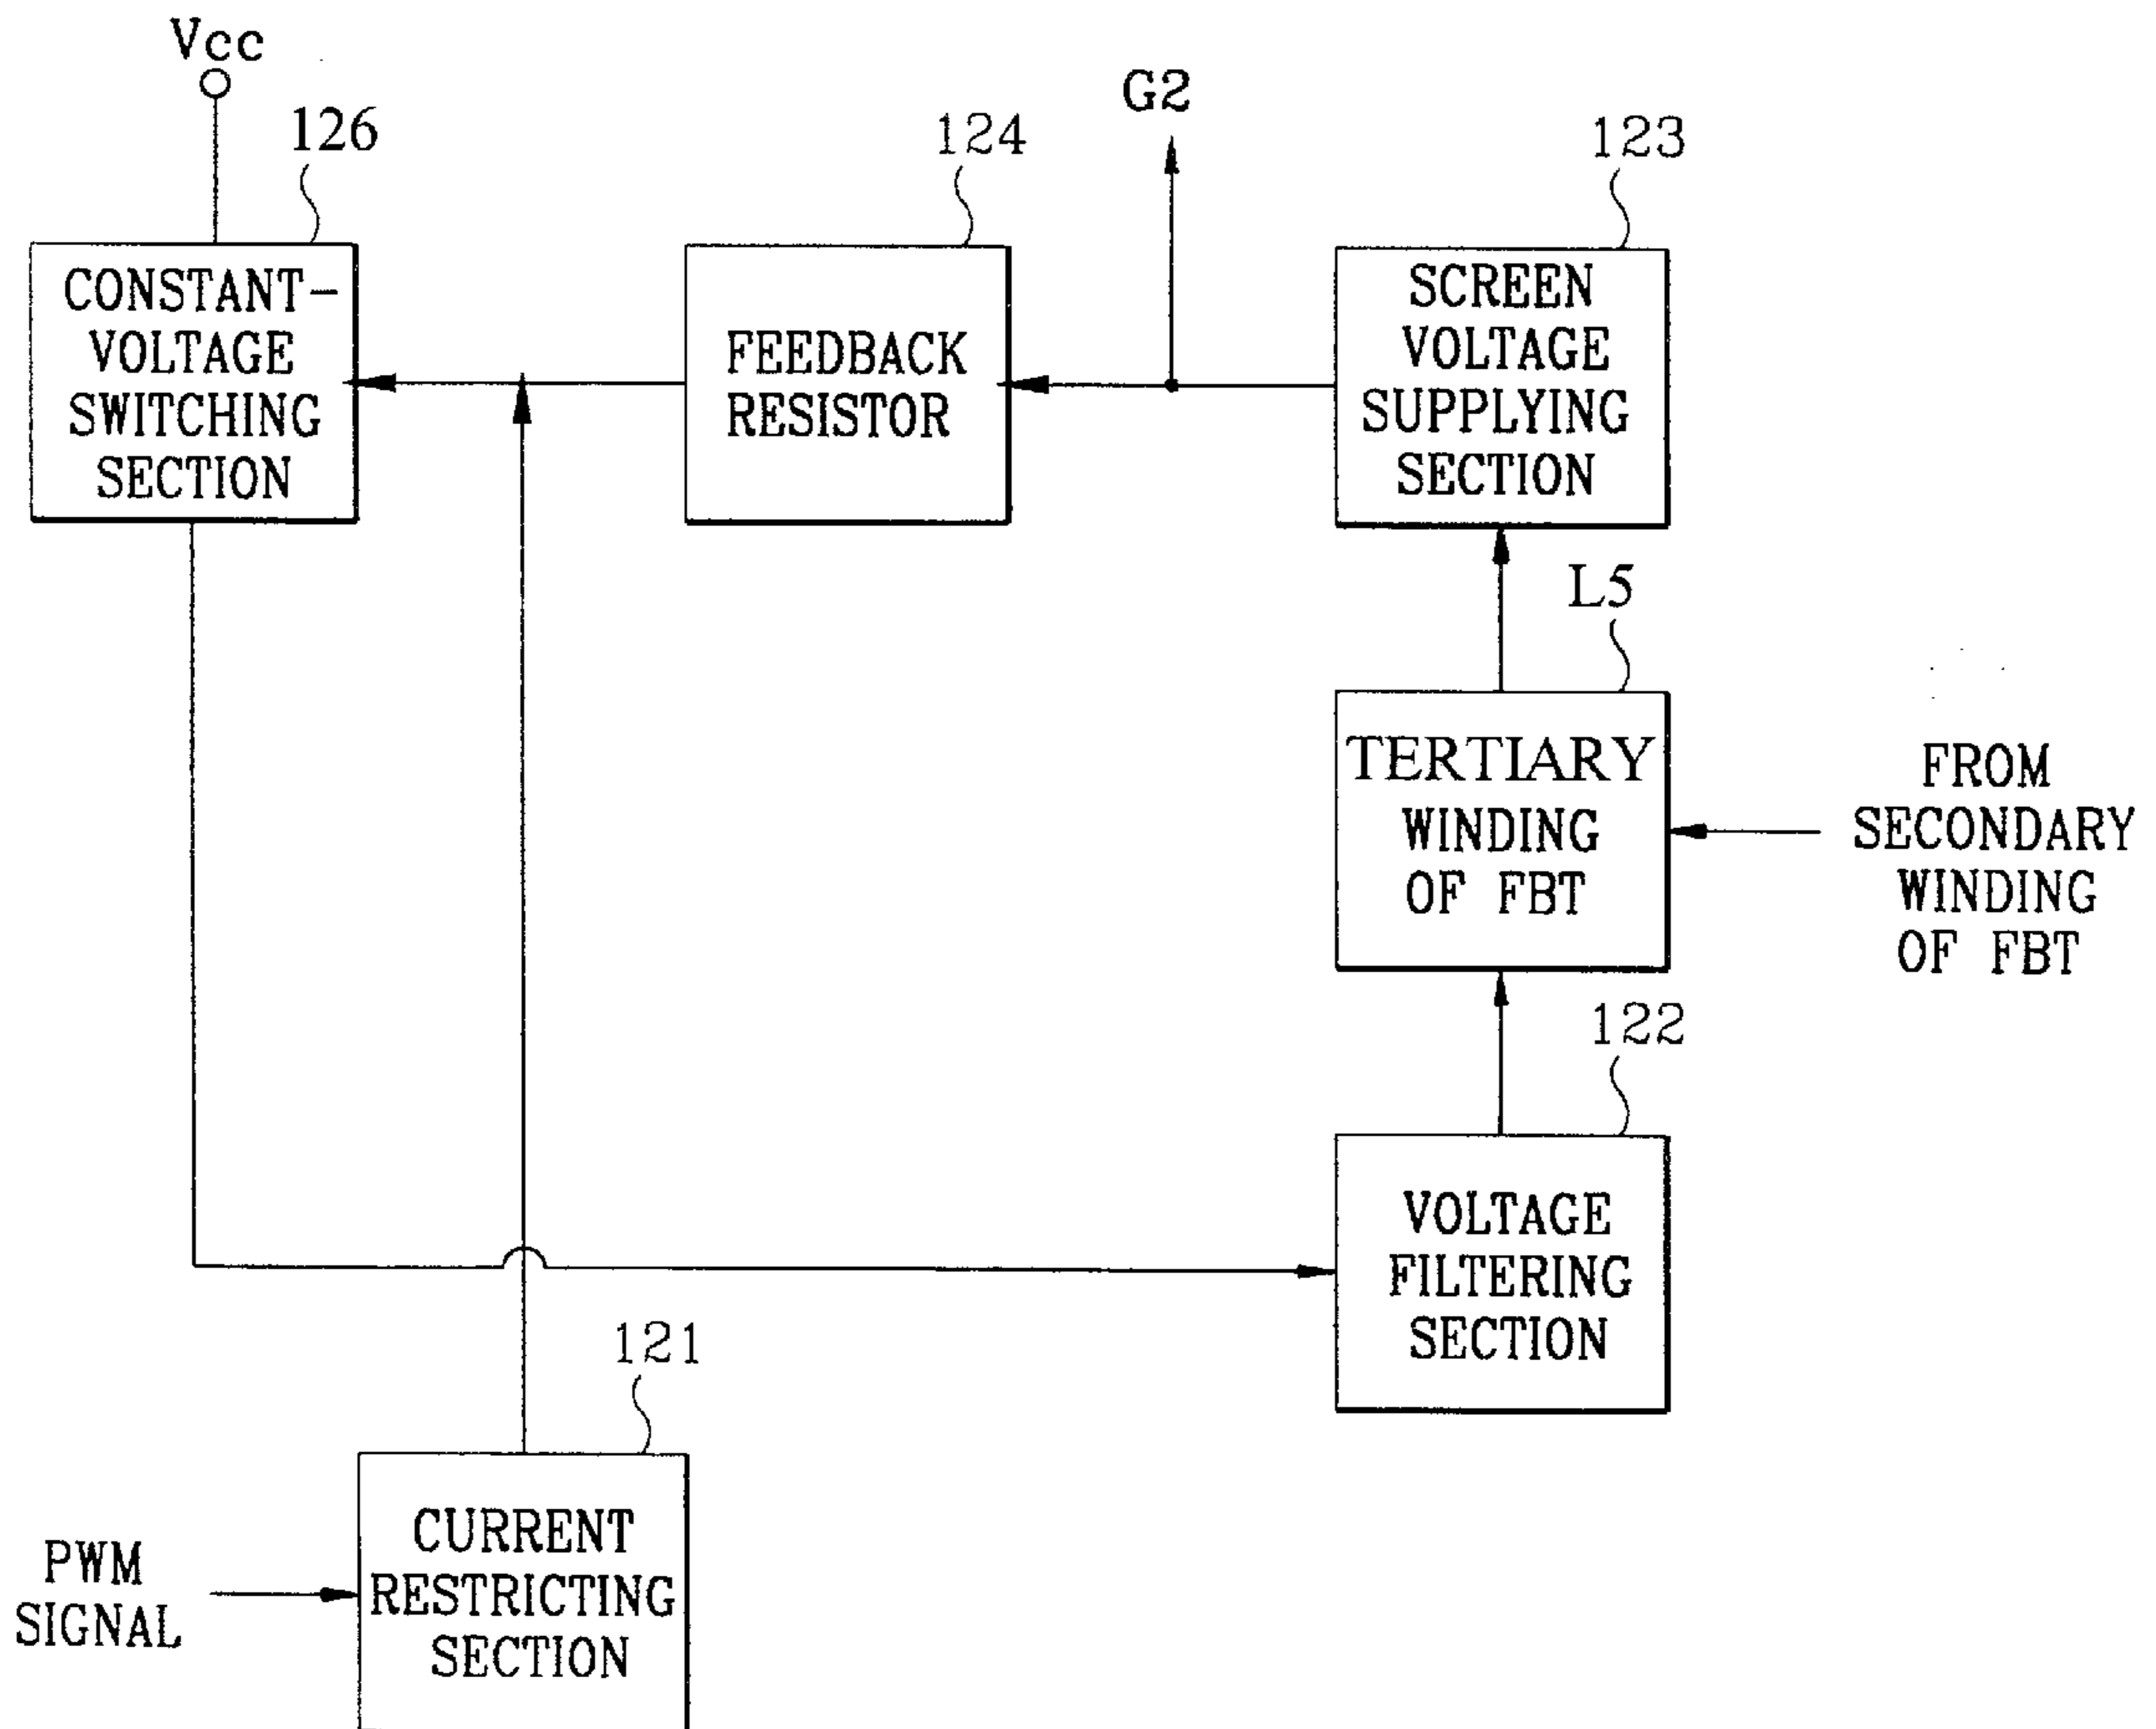 Vcc
126
CONSTANT-
VOLTAGE
SWITCHING
SECTION
124
FEEDBACK
RESISTOR
G2
123
SCREEN
VOLTAGE
SUPPLYING
SECTION
L5
TERTIARY
WINDING
OF FBT
FROM
SECONDARY
WINDING
OF FBT
122
VOLTAGE
FILTERING
SECTION
121
CURRENT
RESTRICTING
SECTION
PWM
SIGNAL